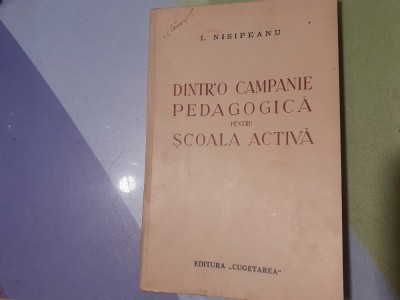 I. NISIPEANU
DINTR'O CAMPANIE
PEDAGOGICĂ
PENTRU
ȘCOALA ACTIVĂ
EDITURA „CUGETAREA"